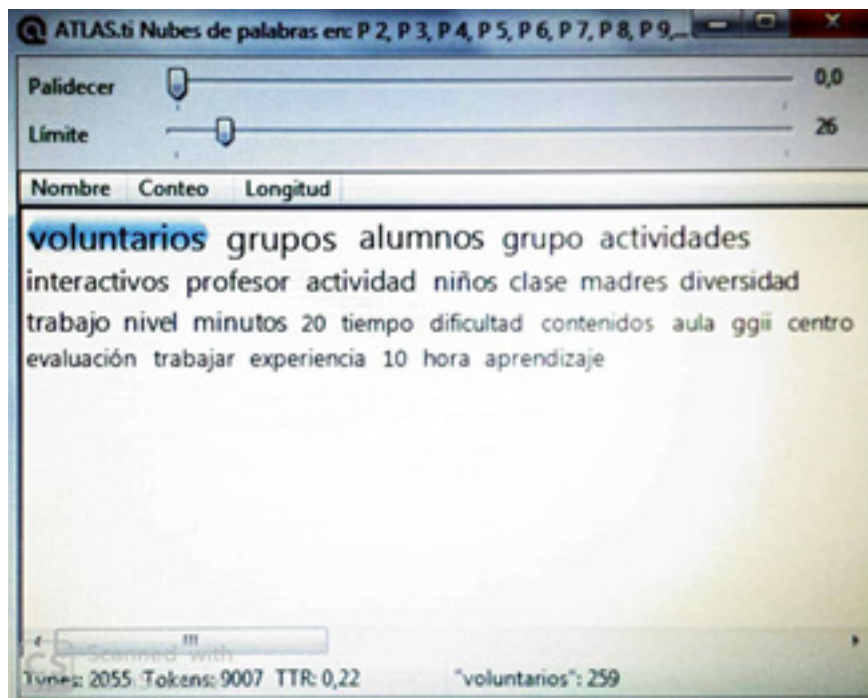 ATLAS.ti Nubes de palabras en: P 2, P 3, P 4, P 5, P 6, P 7, P 8, P 9,...
Palidecer 0,0
Límite 26
Nombre Conteo Longitud
voluntarios grupos alumnos grupo actividades
interactivos profesor actividad niños clase madres diversidad
trabajo nivel minutos 20 tiempo dificultad contenidos aula ggii centro
evaluación trabajar experiencia 10 hora aprendizaje
CS Scanned with
Types: 2055 Tokens: 9007 TTR: 0,22 "voluntarios": 259